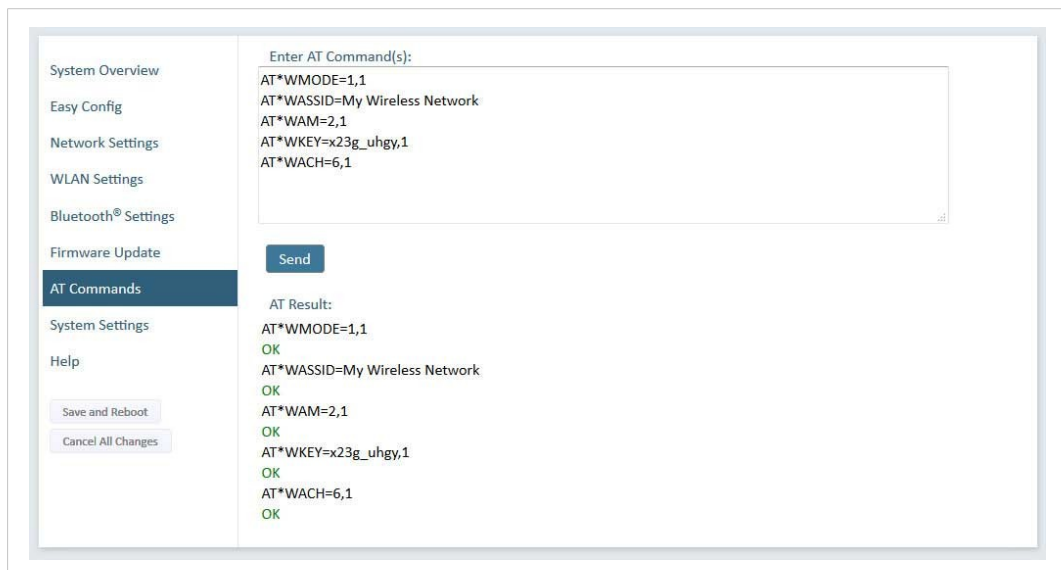 System Overview
Easy Config
Network Settings
WLAN Settings
Bluetooth® Settings
Firmware Update
AT Commands
System Settings
Help
Save and Reboot
Cancel All Changes
Enter AT Command(s):
AT*WMODE=1,1
AT*WASSID=My Wireless Network
AT*WAM=2,1
AT*WKEY=x23g_uhgy,1
AT*WACH=6,1
Send
AT Result:
AT*WMODE=1,1
OK
AT*WASSID=My Wireless Network
OK
AT*WAM=2,1
OK
AT*WKEY=x23g_uhgy,1
OK
AT*WACH=6,1
OK